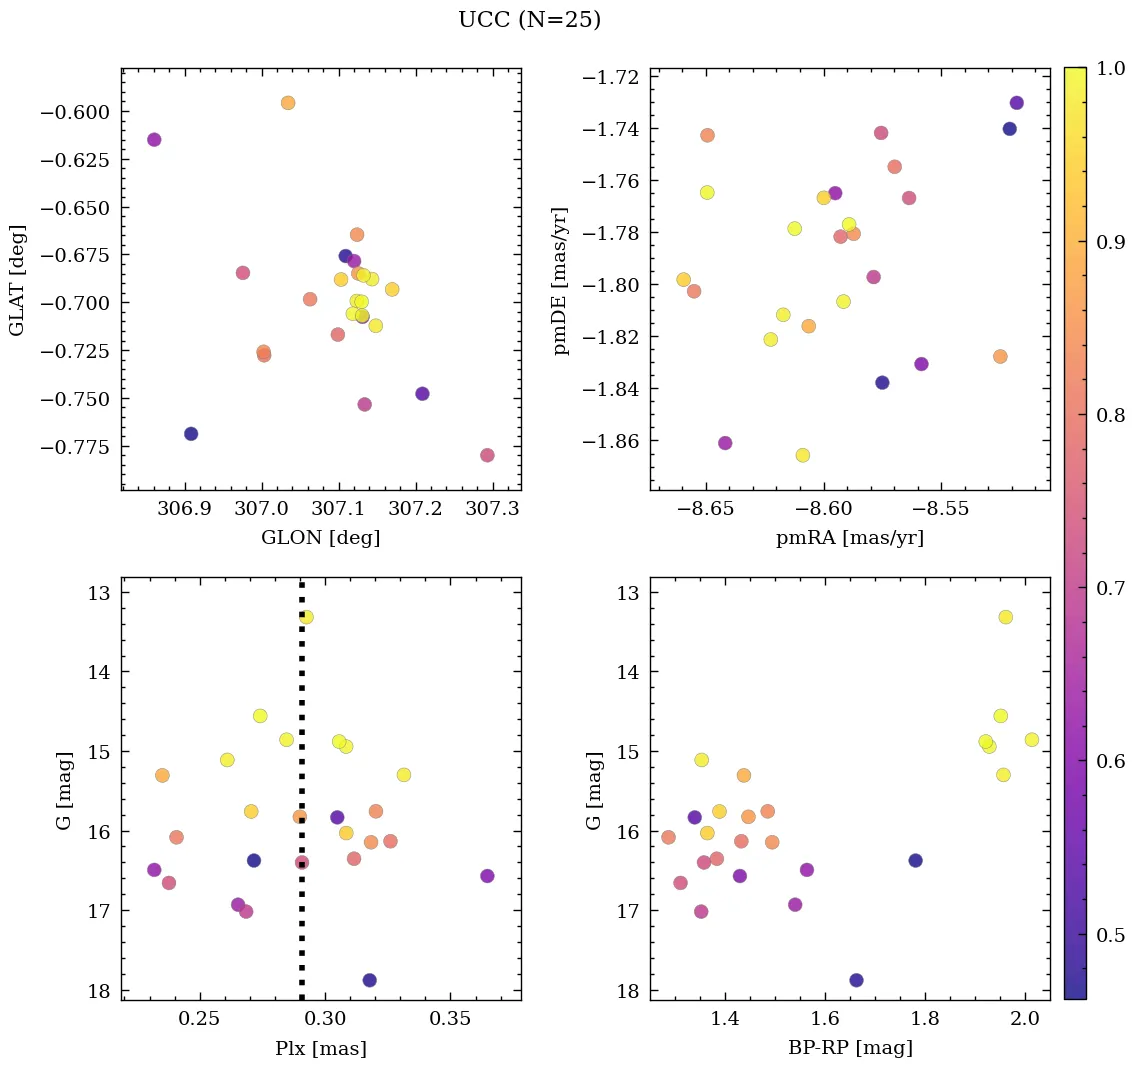 UCC (N=25)
−0.600
−0.625
−0.650
−0.675
−0.700
−0.725
−0.750
−0.775
GLAT [deg]
306.9 307.0 307.1 307.2 307.3
GLON [deg]
−1.72
−1.74
−1.76
−1.78
−1.80
−1.82
−1.84
−1.86
pmDE [mas/yr]
−8.65 −8.60 −8.55
pmRA [mas/yr]
13
14
15
16
17
18
G [mag]
0.25 0.30 0.35
Plx [mas]
13
14
15
16
17
18
G [mag]
1.4 1.6 1.8 2.0
BP-RP [mag]
1.0
0.9
0.8
0.7
0.6
0.5